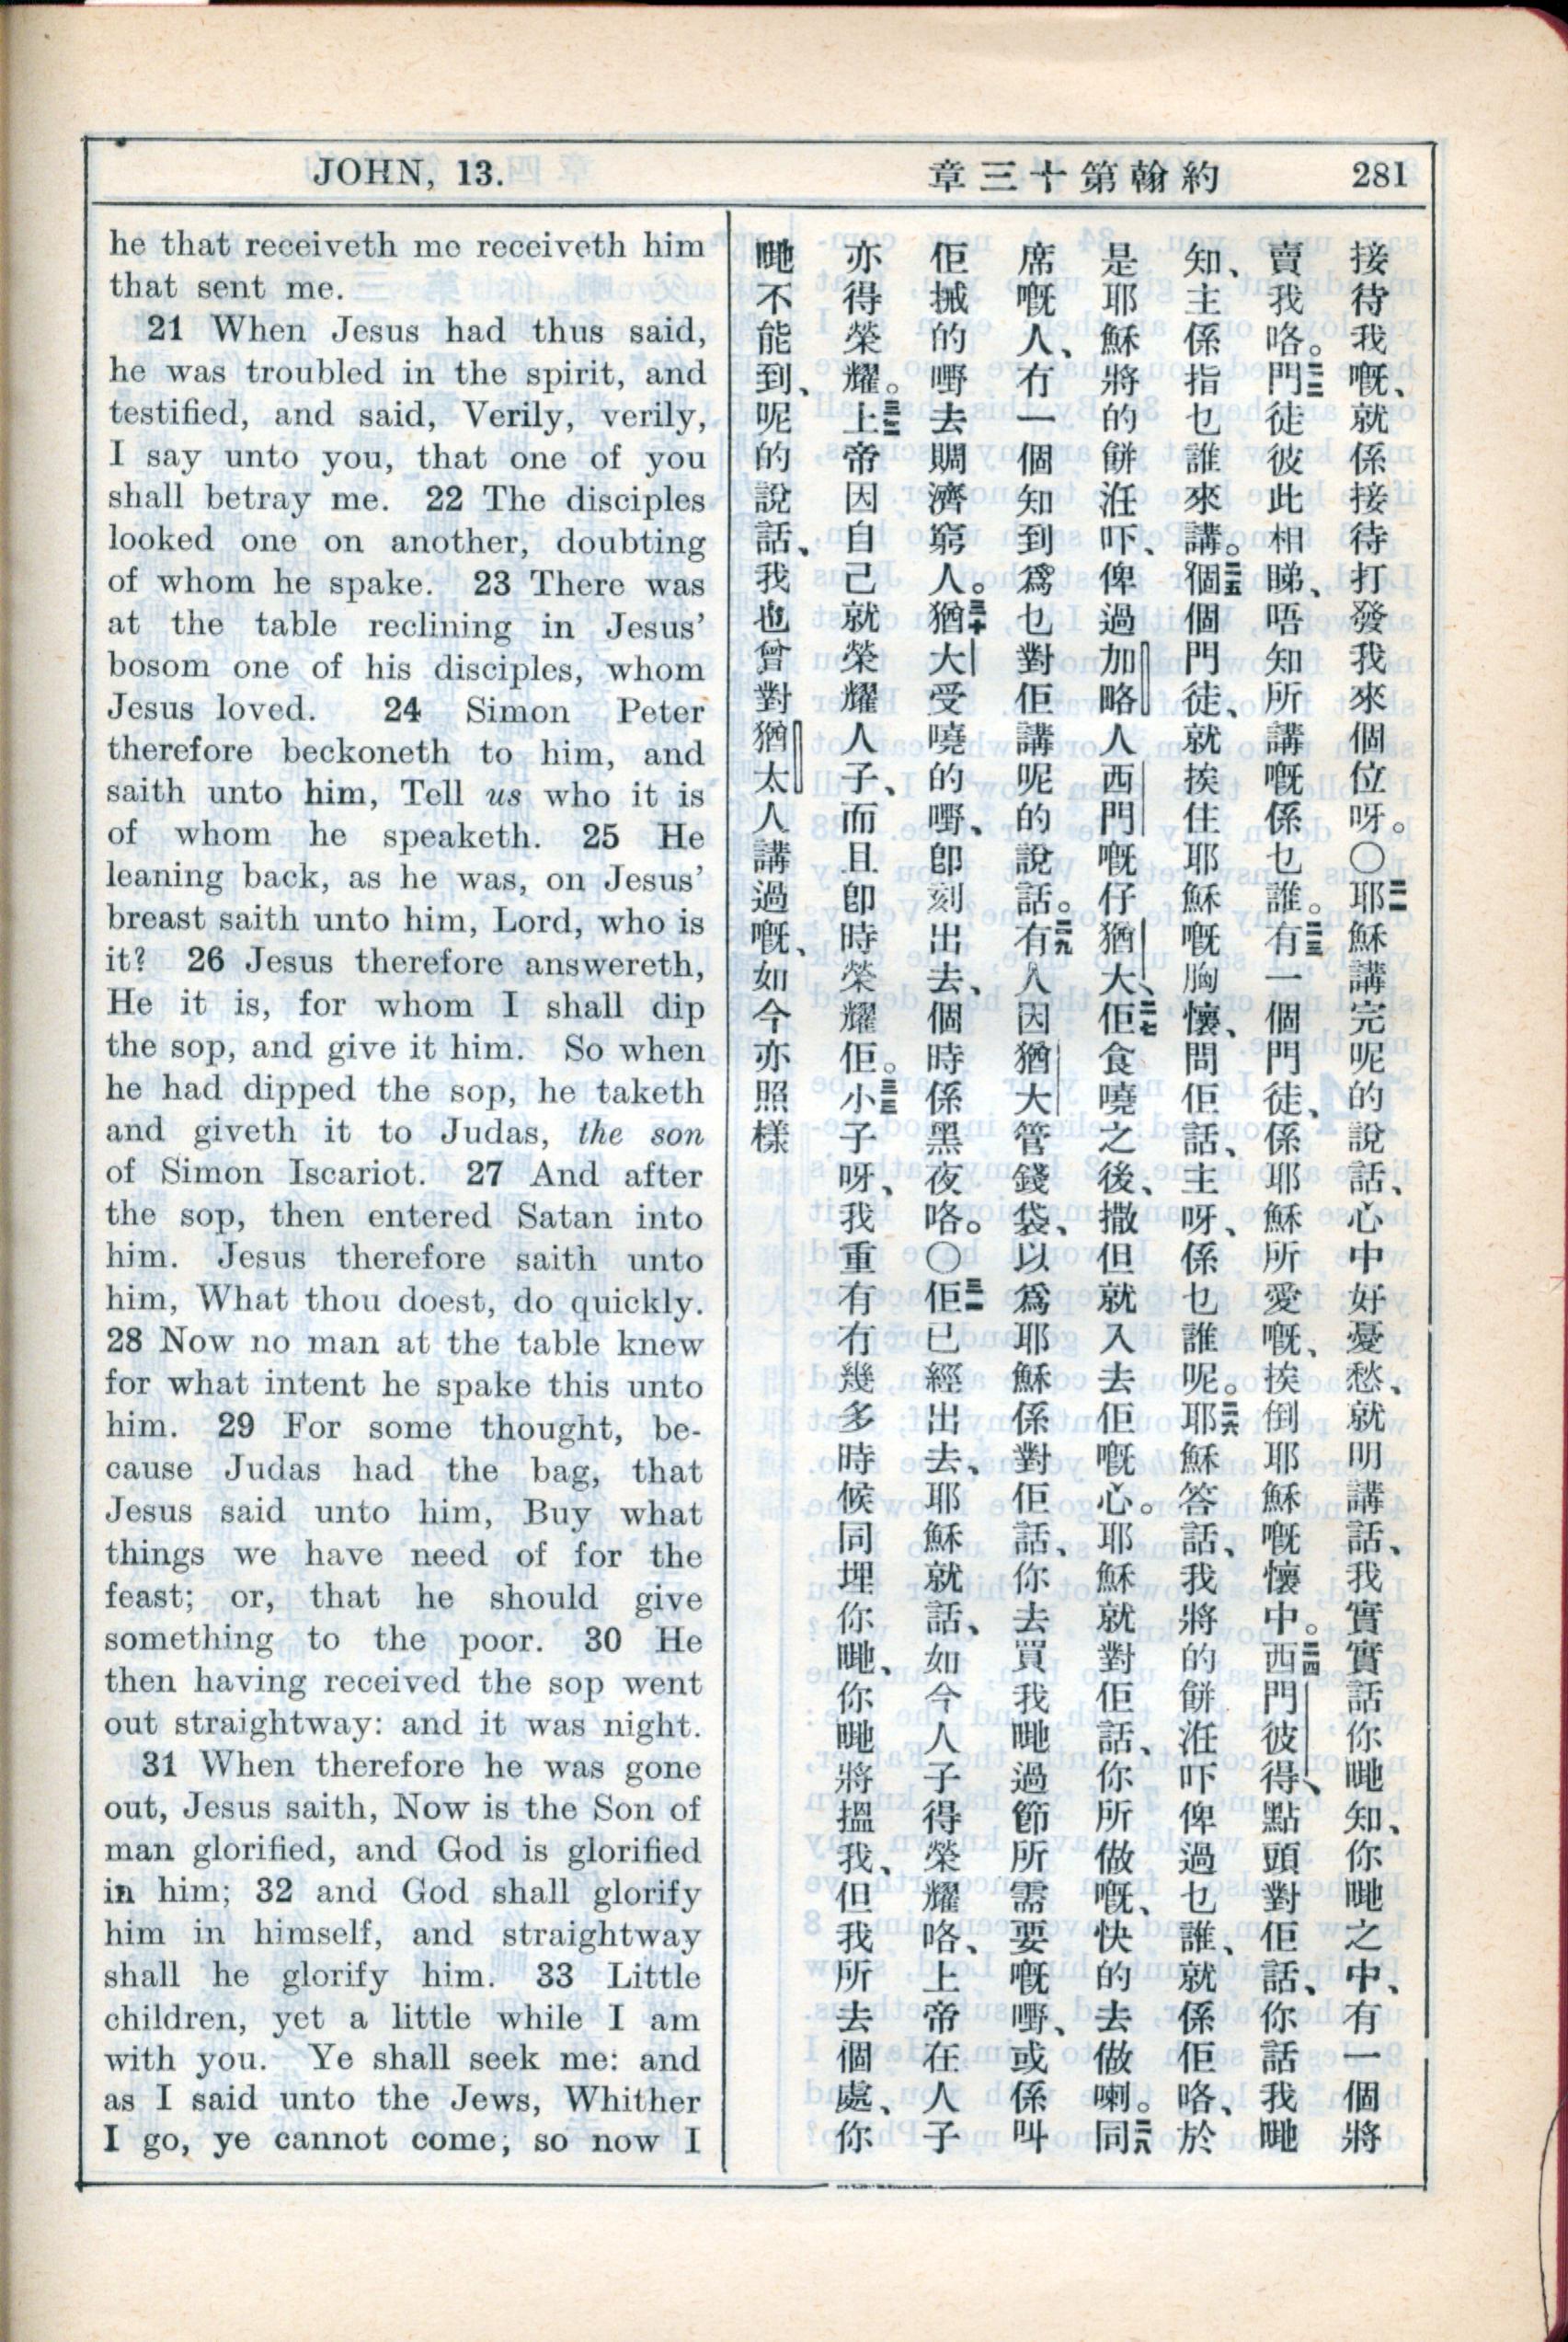 JOHN, 13.
章三十第翰約
281
he that receiveth me receiveth him
that sent me.
21 When Jesus had thus said,
he was troubled in the spirit, and
testified, and said, Verily, verily,
I say unto you, that one of you
shall betray me. 22 The disciples
looked one on another, doubting
of whom he spake. 23 There was
at the table reclining in Jesus’
bosom one of his disciples, whom
Jesus loved. 24 Simon Peter
therefore beckoneth to him, and
saith unto him, Tell us who it is
of whom he speaketh. 25 He
leaning back, as he was, on Jesus’
breast saith unto him, Lord, who is
it? 26 Jesus therefore answereth,
He it is, for whom I shall dip
the sop, and give it him. So when
he had dipped the sop, he taketh
and giveth it to Judas, the son
of Simon Iscariot. 27 And after
the sop, then entered Satan into
him. Jesus therefore saith unto
him, What thou doest, do quickly.
28 Now no man at the table knew
for what intent he spake this unto
him. 29 For some thought, be-
cause Judas had the bag, that
Jesus said unto him, Buy what
things we have need of for the
feast; or, that he should give
something to the poor. 30 He
then having received the sop went
out straightway: and it was night.
31 When therefore he was gone
out, Jesus saith, Now is the Son of
man glorified, and God is glorified
in him; 32 and God shall glorify
him in himself, and straightway
shall he glorify him. 33 Little
children, yet a little while I am
with you. Ye shall seek me: and
as I said unto the Jews, Whither
I go, ye cannot come; so now I
接待我嘅、就係接待打發我來個位呀。〇二一耶穌講完呢的說話、心中好憂愁、就明講話、我實實話你哋知、你哋之中、有一個將
賣我咯。二二門徒彼此相睇、唔知所講嘅係乜誰。二三有一個門徒、係耶穌所愛嘅、挨倒耶穌嘅懷中。二四西門彼得、點頭對佢話、你話我哋
知、主係指乜誰來講。二五個個門徒、就挨住耶穌嘅胸懷、問佢話、主呀、係乜誰呢。二六耶穌答話、我將的餅吓俾過乜誰、就係佢咯、於
是耶穌將的餅吓、俾過加略人西門嘅仔猶大、二七佢食嘵之後、撒但就入去佢嘅心。耶穌就對佢話、你所做嘅、快的去做喇。二八同
席嘅人、冇一個知到爲乜對佢講呢的說話。二九有人因猶大管錢袋、以爲耶穌係對佢話、你去買我哋過節所需要嘅嘢、或係叫
佢搣的嘢去賙濟窮人。三十猶大受嘵的嘢、卽刻出去、個時係黑夜咯。〇三一佢已經出去、耶穌就話、如今人子得榮耀咯、上帝在人子
亦得榮耀。三二上帝因自己就榮耀人子、而且卽時榮耀佢。三三小子呀、我重有冇幾多時候同埋你哋、你哋將搵我、但我所去個處、你
哋不能到、呢的說話、我也曾對猶太人講過嘅、如今亦照樣